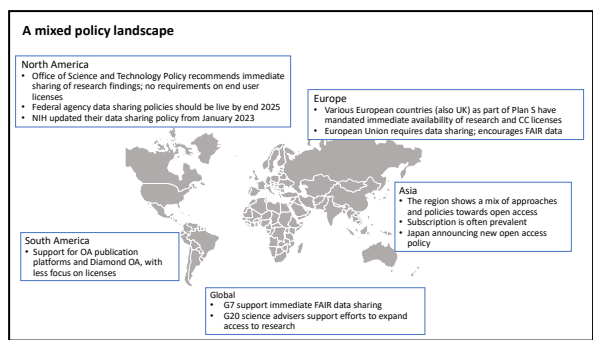 A mixed policy landscape
North America
• Office of Science and Technology Policy recommends immediate
sharing of research findings; no requirements on end user
licenses
• Federal agency data sharing policies should be live by end 2025
• NIH updated their data sharing policy from January 2023
Europe
• Various European countries (also UK) as part of Plan S have
mandated immediate availability of research and CC licenses
• European Union requires data sharing; encourages FAIR data
Asia
• The region shows a mix of approaches
and policies towards open access
• Subscription is often prevalent
• Japan announcing new open access
policy
South America
• Support for OA publication
platforms and Diamond OA, with
less focus on licenses
Global
• G7 support immediate FAIR data sharing
• G20 science advisers support efforts to expand
access to research